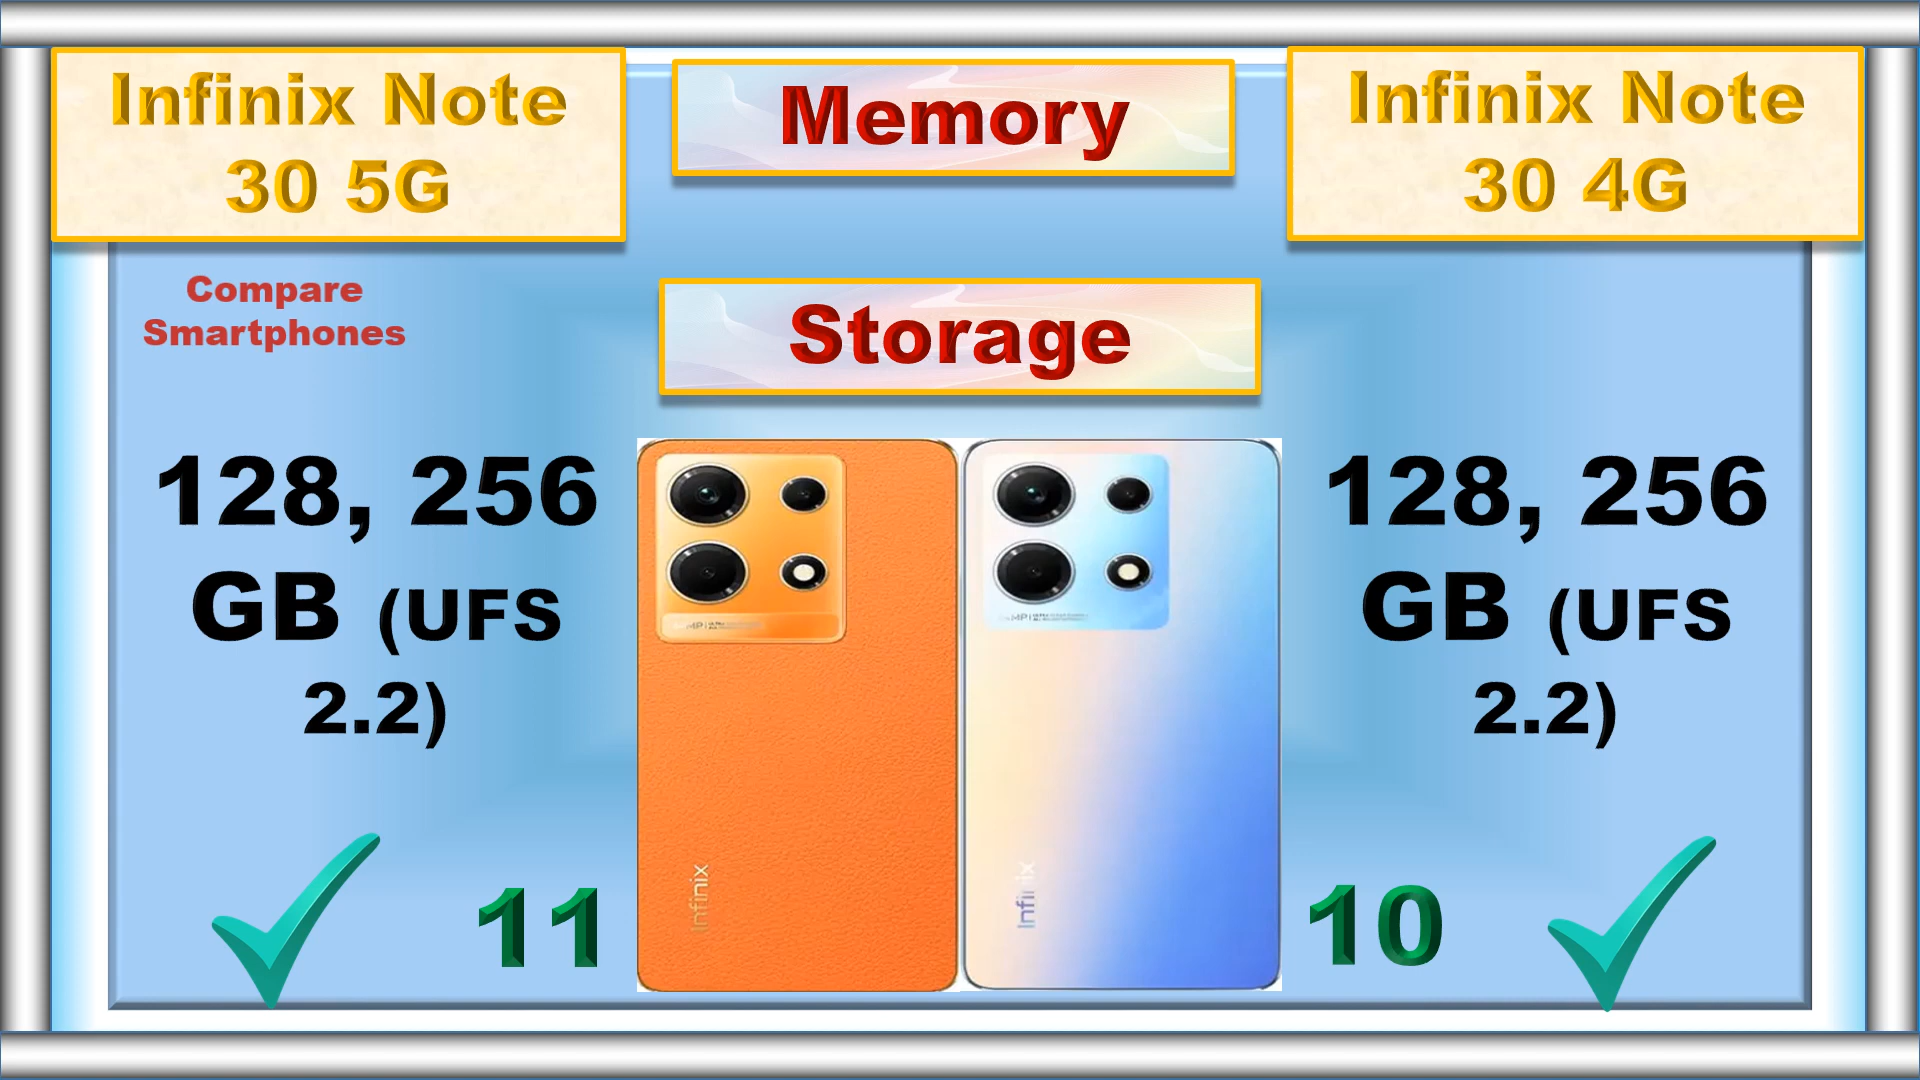 Infinix Note
30 5G
Memory
Infinix Note
30 4G
Compare
Smartphones
Storage
128, 256
GB (UFS
2.2)
128, 256
GB (UFS
2.2)
11
10
Infinix
Infinix